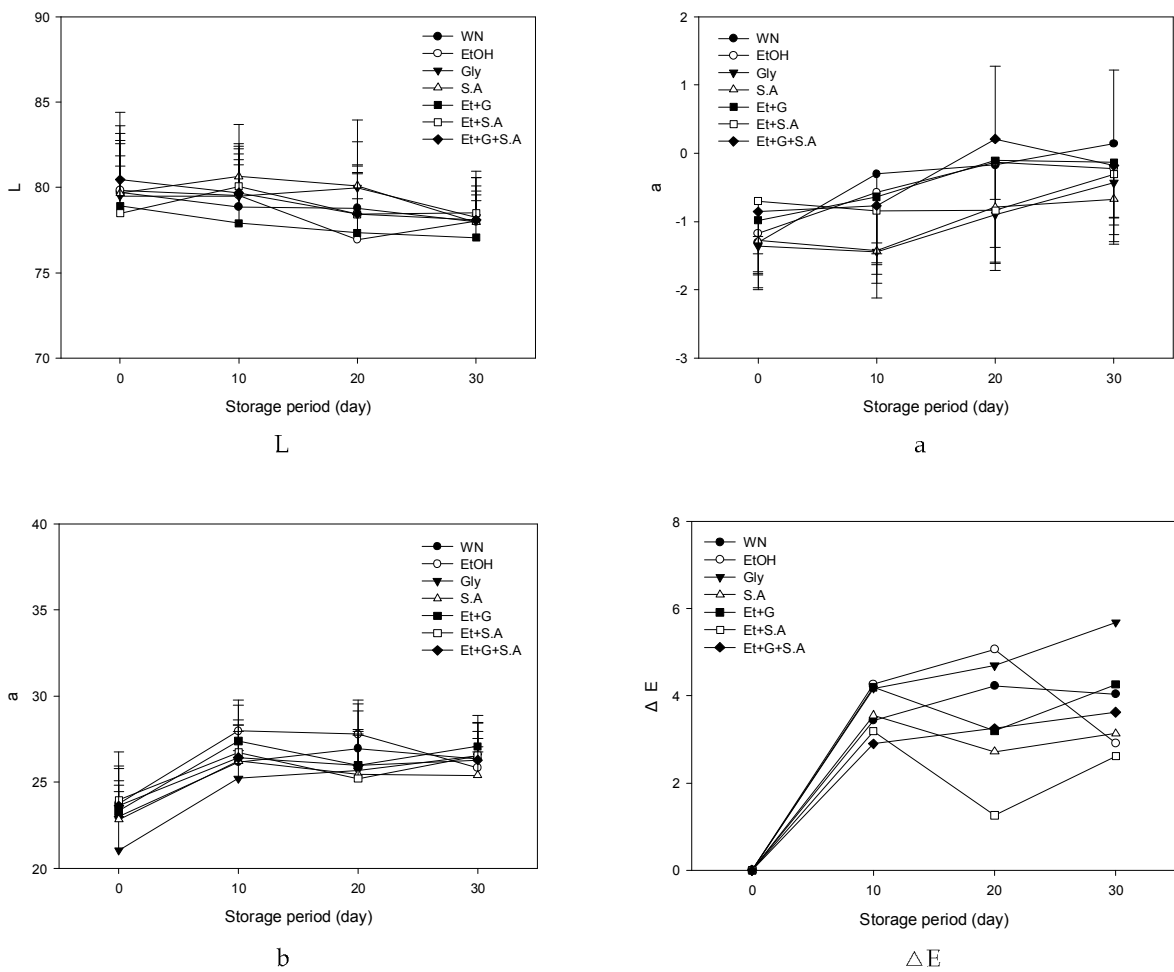 90
85
80
75
70
L
WN
EtOH
Gly
S.A
Et+G
Et+S.A
Et+G+S.A
0 10 20 30
Storage period (day)
L
2
1
0
-1
-2
-3
a
WN
EtOH
Gly
S.A
Et+G
Et+S.A
Et+G+S.A
0 10 20 30
Storage period (day)
a
40
35
30
25
20
a
WN
EtOH
Gly
S.A
Et+G
Et+S.A
Et+G+S.A
0 10 20 30
Storage period (day)
b
8
6
4
2
0
Δ E
WN
EtOH
Gly
S.A
Et+G
Et+S.A
Et+G+S.A
0 10 20 30
Storage period (day)
△E